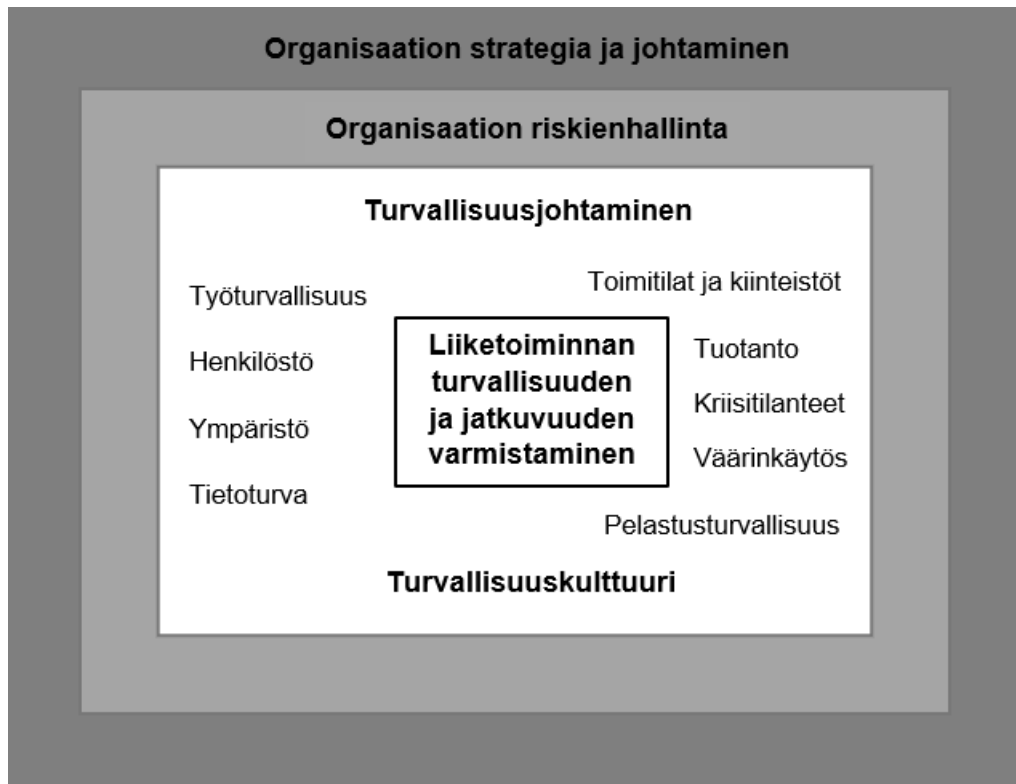 Organisaation strategia ja johtaminen
Organisaation riskienhallinta
Turvallisuusjohtaminen
Työturvallisuus
Henkilöstö
Ympäristö
Tietoturva
Liiketoiminnan
turvallisuuden
ja jatkuvuuden
varmistaminen
Toimitilat ja kiinteistöt
Tuotanto
Kriisitilanteet
Väärinkäytös
Pelastusturvallisuus
Turvallisuuskulttuuri